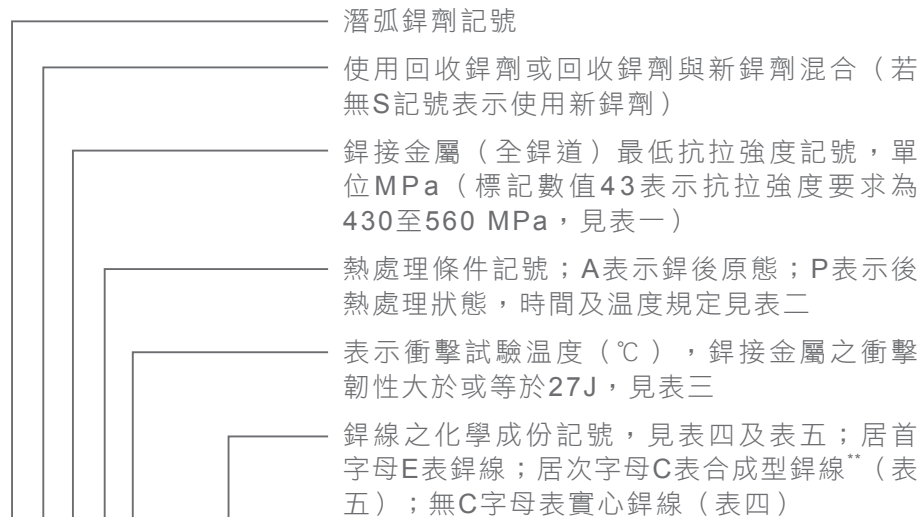 潛弧銲劑記號
使用回收銲劑或回收銲劑與新銲劑混合（若
無S記號表示使用新銲劑）
銲接金屬（全銲道）最低抗拉強度記號，單
位MPa（標記數值43表示抗拉強度要求為
430至560 MPa，見表一）
熱處理條件記號；A表示銲後原態；P表示後
熱處理狀態，時間及温度規定見表二
表示衝擊試驗温度（℃），銲接金屬之衝擊
韌性大於或等於27J，見表三
銲線之化學成份記號，見表四及表五；居首
字母E表銲線；居次字母C表合成型銲線**（表
五）；無C字母表實心銲線（表四）